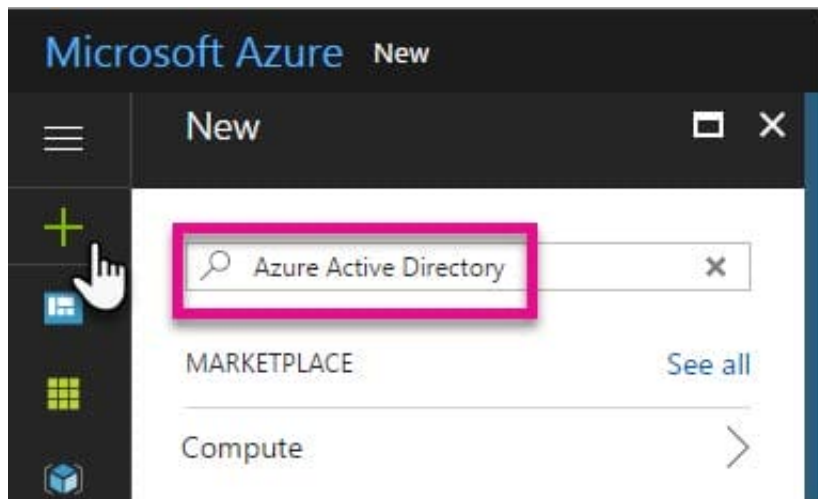 Microsoft Azure New
New
Azure Active Directory
MARKETPLACE See all
Compute